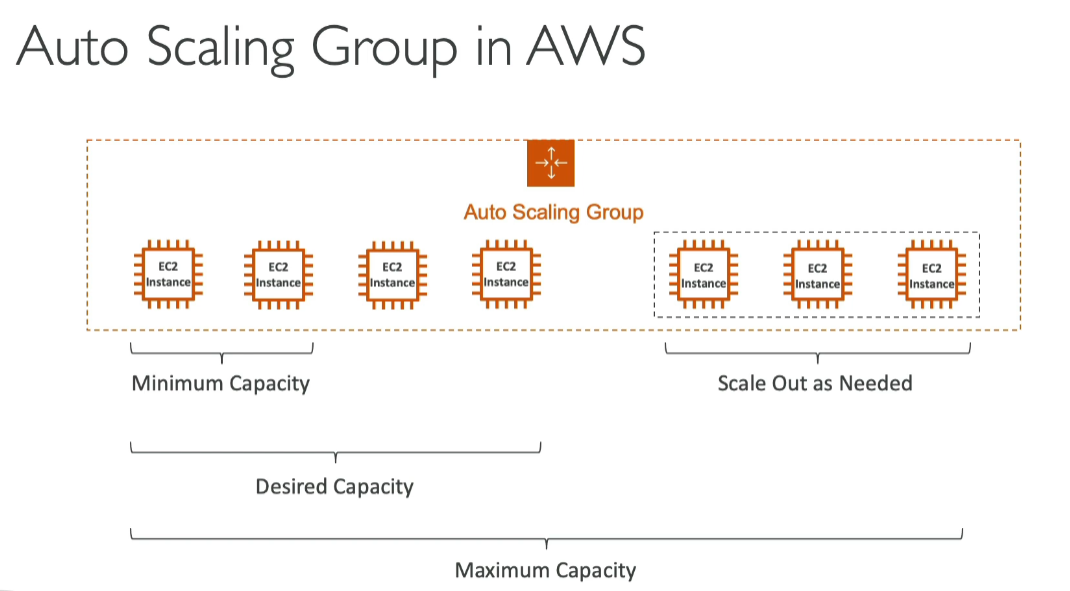 Auto Scaling Group in AWS
Auto Scaling Group
EC2
Instance
EC2
Instance
EC2
Instance
EC2
Instance
EC2
Instance
EC2
Instance
EC2
Instance
Minimum Capacity
Scale Out as Needed
Desired Capacity
Maximum Capacity